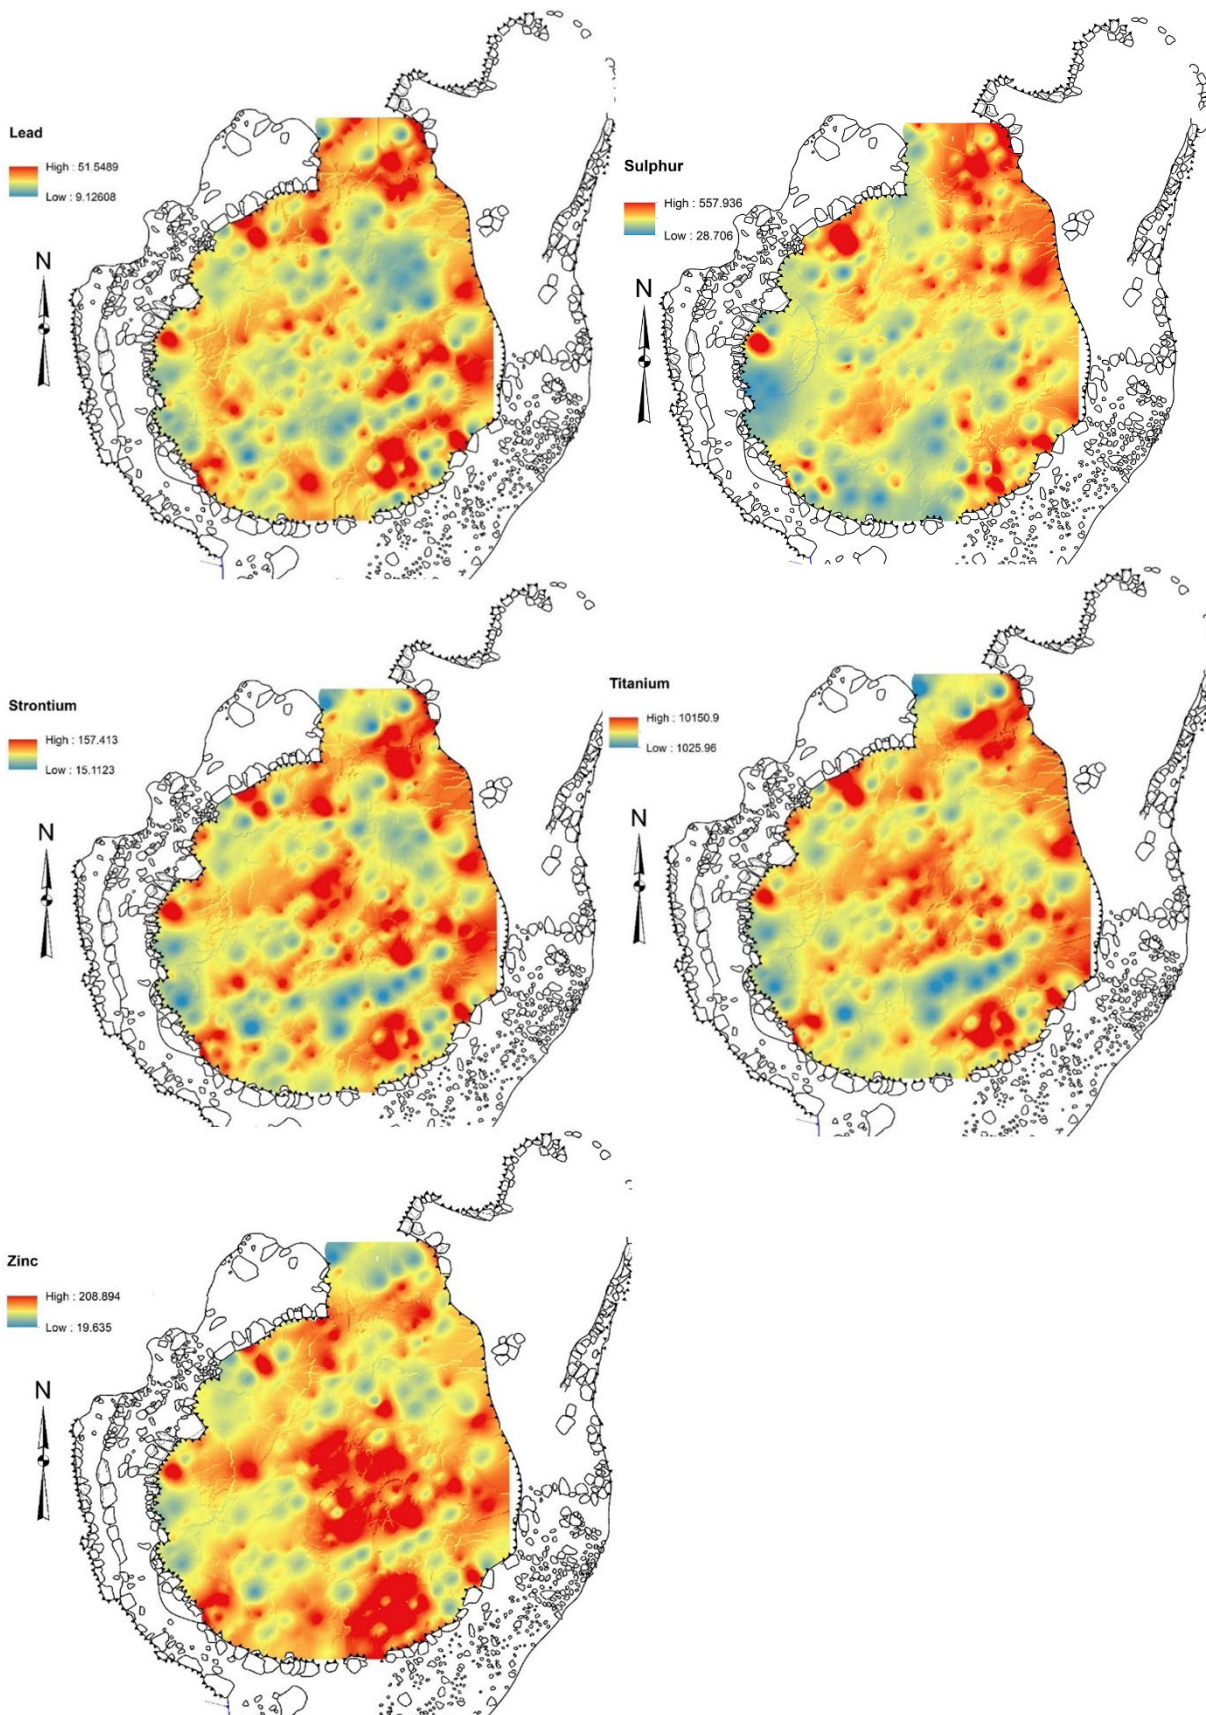 Lead
High : 51.5489
Low : 9.12608
N
Sulphur
High : 557.936
Low : 28.706
N
Strontium
High : 157.413
Low : 15.1123
N
Titanium
High : 10150.9
Low : 1025.96
N
Zinc
High : 208.894
Low : 19.635
N